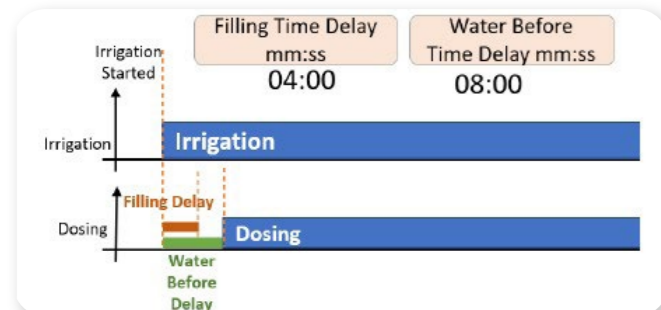 Irrigation
Started
Filling Time Delay
mm:ss
04:00
Water Before
Time Delay mm:ss
08:00
Irrigation
Irrigation
Filling Delay
Dosing
Dosing
Water
Before
Delay